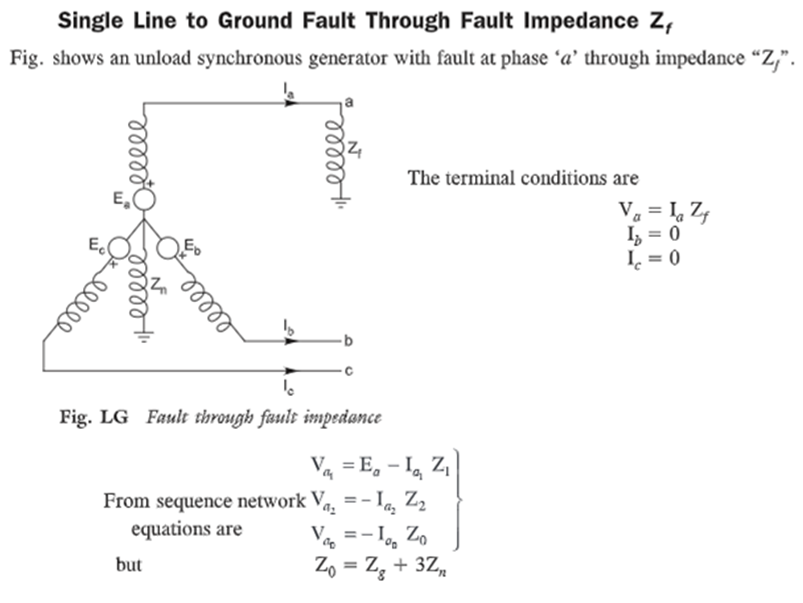 Single Line to Ground Fault Through Fault Impedance Z_f
Fig. shows an unload synchronous generator with fault at phase ‘a’ through impedance “Z_f”.
I_a
a
Z_f
The terminal conditions are
V_a = I_a Z_f
I_b = 0
I_c = 0
E_a
+
E_c
+
E_b
+
Z_n
I_b
b
c
I_c
Fig. LG Fault through fault impedance
V_a1 = E_a – I_a1 Z_1
From sequence network V_a2 = – I_a2 Z_2
equations are V_a0 = – I_a0 Z_0
but Z_0 = Z_g + 3Z_n